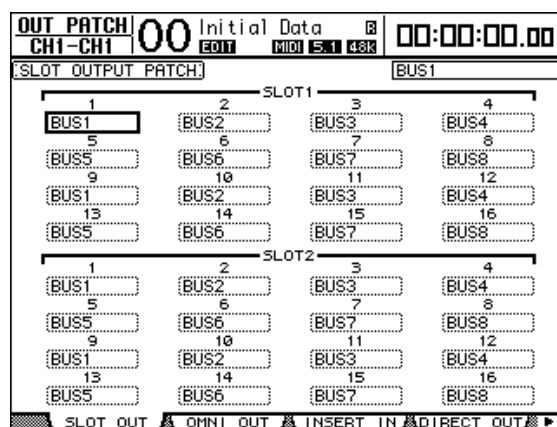 OUT PATCH 00 Initial Data 00:00:00.00
CH1-CH1 EDIT MIDI 5.1 48k
SLOT OUTPUT PATCH BUS1
SLOT1
1 2 3 4
BUS1 BUS2 BUS3 BUS4
5 6 7 8
BUS5 BUS6 BUS7 BUS8
9 10 11 12
BUS1 BUS2 BUS3 BUS4
13 14 15 16
BUS5 BUS6 BUS7 BUS8
SLOT2
1 2 3 4
BUS1 BUS2 BUS3 BUS4
5 6 7 8
BUS5 BUS6 BUS7 BUS8
9 10 11 12
BUS1 BUS2 BUS3 BUS4
13 14 15 16
BUS5 BUS6 BUS7 BUS8
SLOT OUT OMNI OUT INSERT IN DIRECT OUT